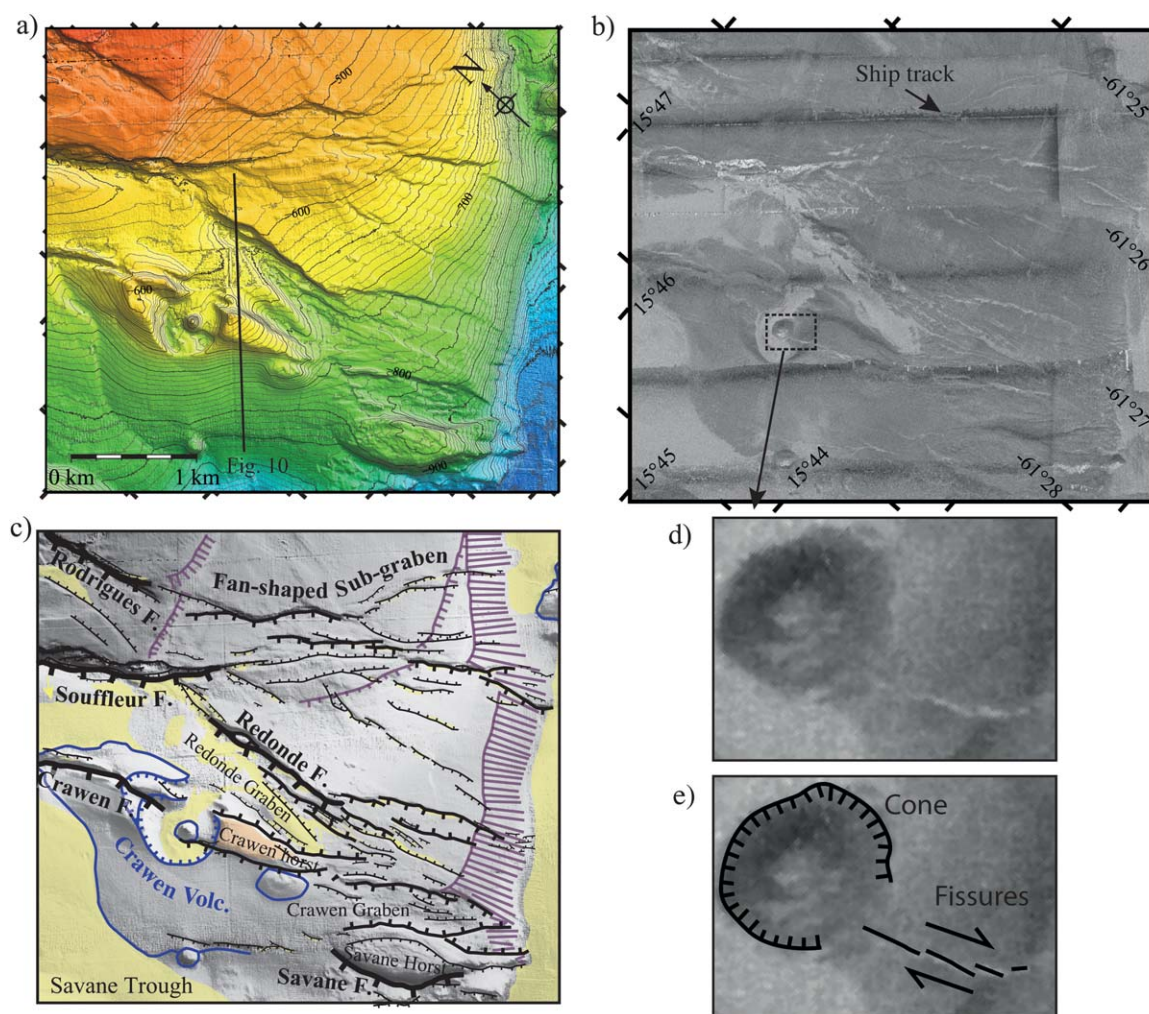 a)
N
-500
-600
-700
-600
-800
-900
Fig. 10
0 km
1 km
b)
Ship track
15°47
-61°25
-61°26
15°46
-61°27
15°45
15°44
-61°28
c)
Rodrigues F.
Fan-shaped Sub-graben
Souffleur F.
Redonde F.
Redonde Graben
Crawen F.
Crawen horst
Crawen Volc.
Crawen Graben
Savane Horst
Savane F.
Savane Trough
d)
e)
Cone
Fissures